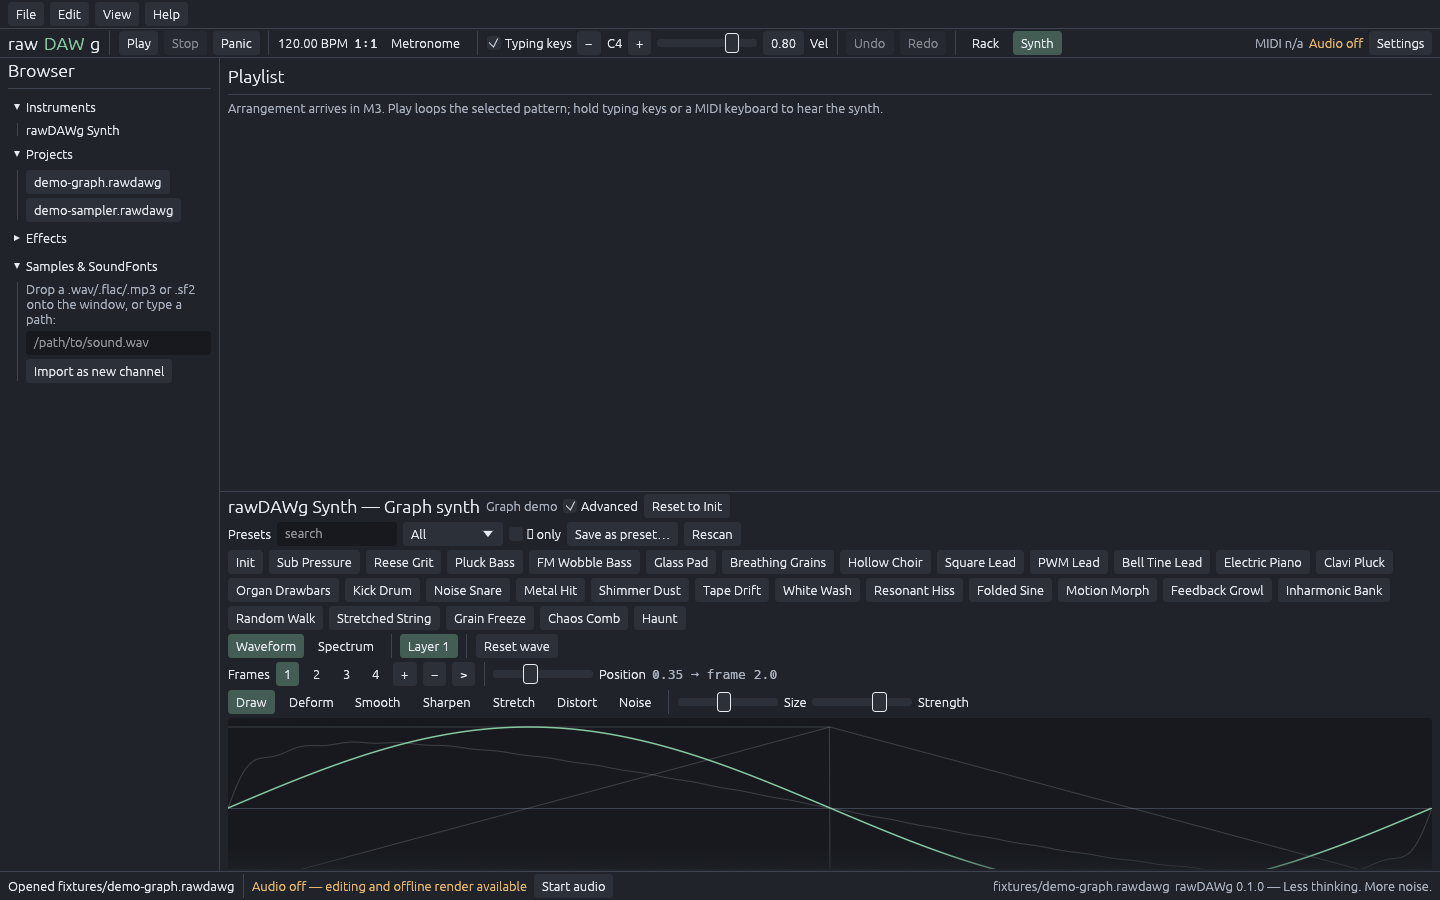 File Edit View Help
raw DAW g Play Stop Panic 120.00 BPM 1:1 Metronome Typing keys − C4 + 0.80 Vel Undo Redo Rack Synth MIDI n/a Audio off Settings
Browser
Instruments
rawDAWg Synth
Projects
demo-graph.rawdawg
demo-sampler.rawdawg
Effects
Samples & SoundFonts
Drop a .wav/.flac/.mp3 or .sf2
onto the window, or type a
path:
/path/to/sound.wav
Import as new channel
Playlist
Arrangement arrives in M3. Play loops the selected pattern; hold typing keys or a MIDI keyboard to hear the synth.
rawDAWg Synth — Graph synth Graph demo Advanced Reset to Init
Presets search All only Save as preset… Rescan
Init Sub Pressure Reese Grit Pluck Bass FM Wobble Bass Glass Pad Breathing Grains Hollow Choir Square Lead PWM Lead Bell Tine Lead Electric Piano Clavi Pluck
Organ Drawbars Kick Drum Noise Snare Metal Hit Shimmer Dust Tape Drift White Wash Resonant Hiss Folded Sine Motion Morph Feedback Growl Inharmonic Bank
Random Walk Stretched String Grain Freeze Chaos Comb Haunt
Waveform Spectrum Layer 1 Reset wave
Frames 1 2 3 4 + − > Position 0.35 → frame 2.0
Draw Deform Smooth Sharpen Stretch Distort Noise Size Strength
Opened fixtures/demo-graph.rawdawg Audio off — editing and offline render available Start audio fixtures/demo-graph.rawdawg rawDAWg 0.1.0 — Less thinking. More noise.